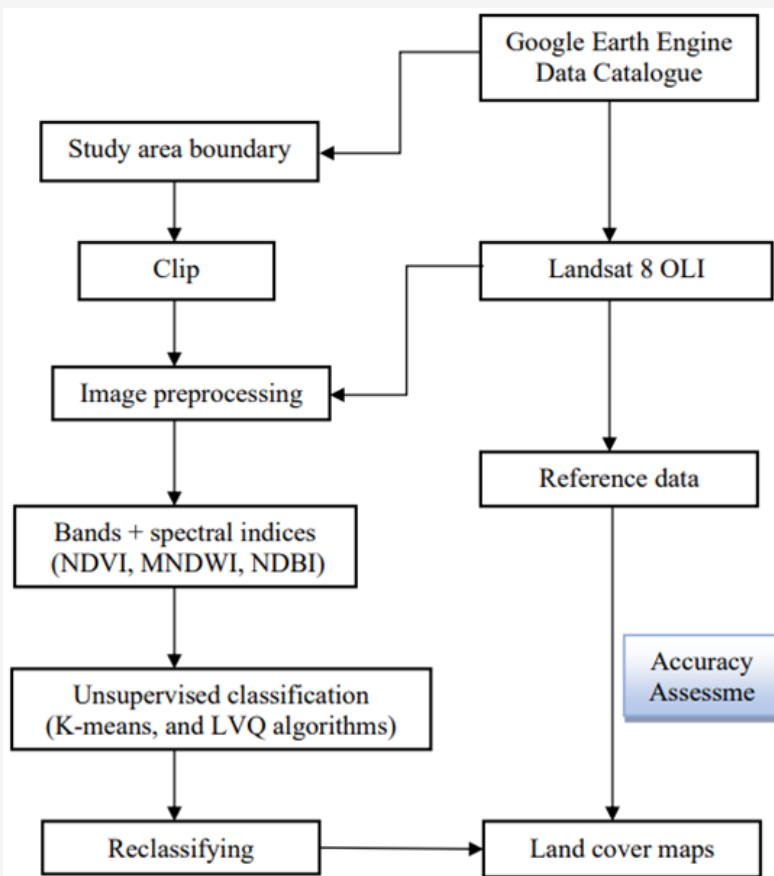 Google Earth Engine
Data Catalogue
Study area boundary
Clip
Landsat 8 OLI
Image preprocessing
Reference data
Bands + spectral indices
(NDVI, MNDWI, NDBI)
Accuracy
Assessme
Unsupervised classification
(K-means, and LVQ algorithms)
Reclassifying
Land cover maps